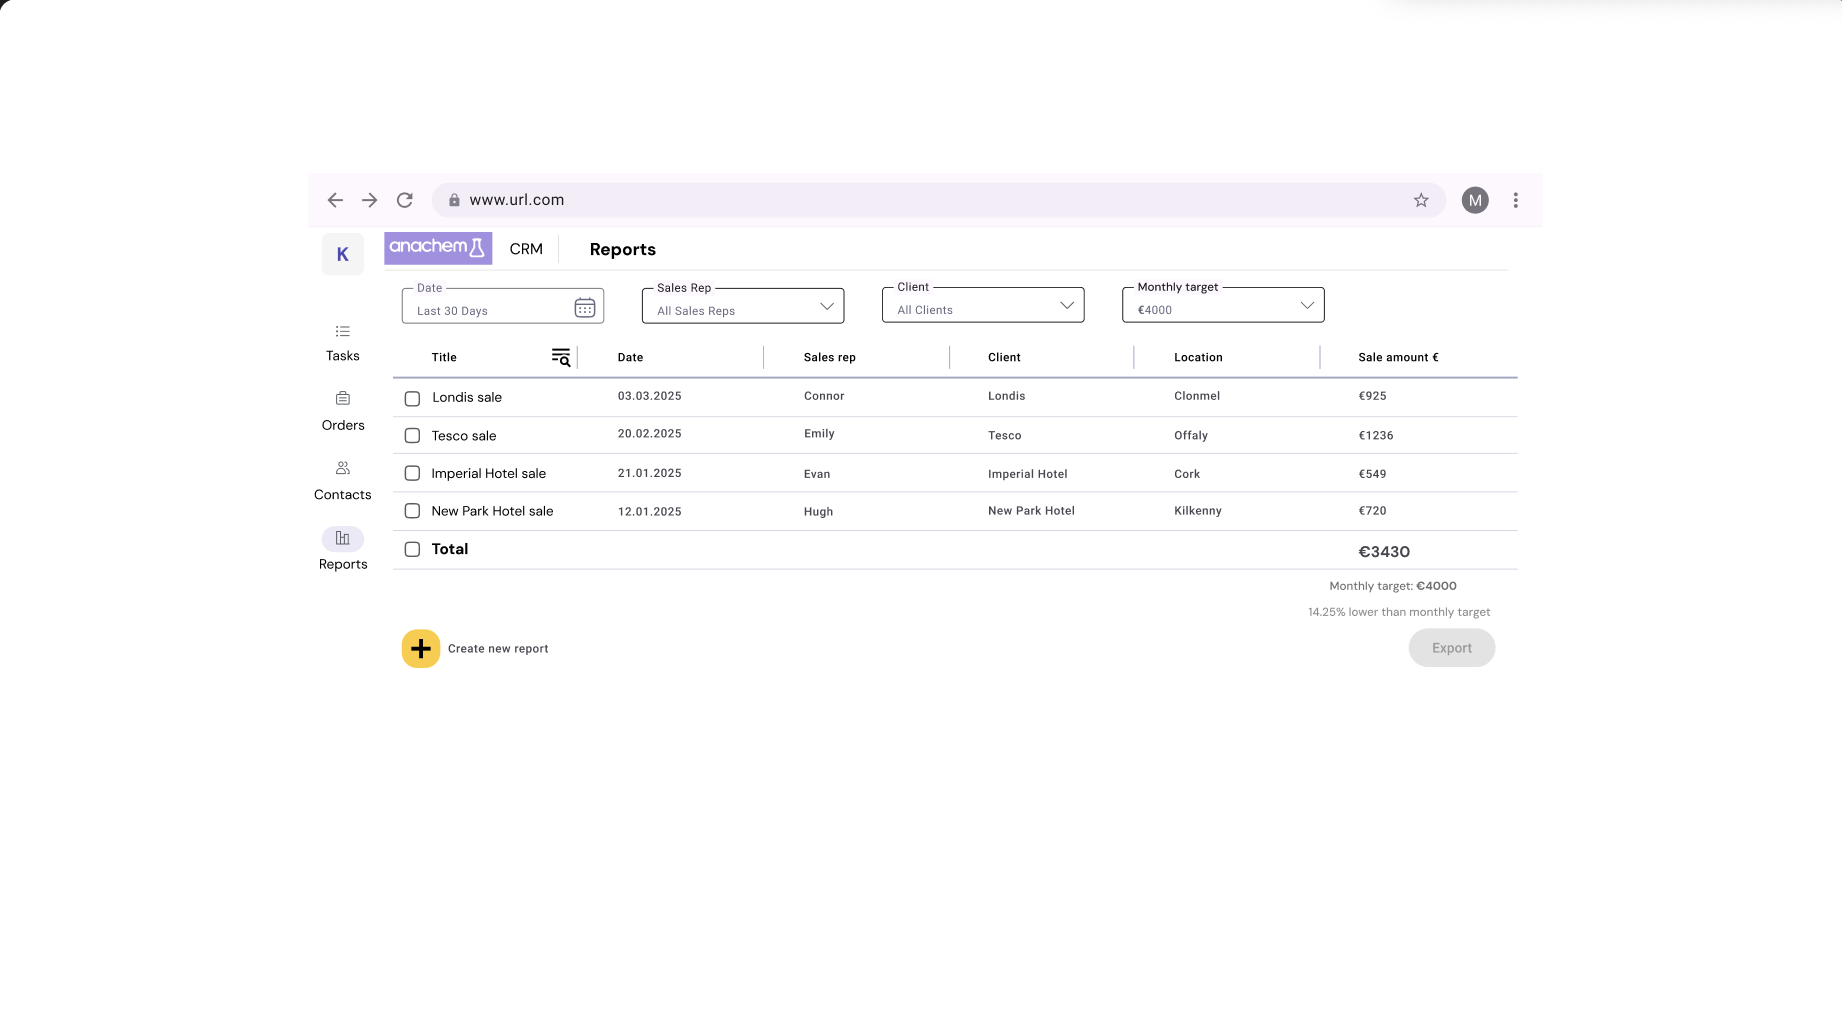 www.url.com
M
K
anachem
CRM
Reports
Date
Last 30 Days
Sales Rep
All Sales Reps
Client
All Clients
Monthly target
€4000
Tasks
Orders
Contacts
Reports
Title Date Sales rep Client Location Sale amount €
Londis sale 03.03.2025 Connor Londis Clonmel €925
Tesco sale 20.02.2025 Emily Tesco Offaly €1236
Imperial Hotel sale 21.01.2025 Evan Imperial Hotel Cork €549
New Park Hotel sale 12.01.2025 Hugh New Park Hotel Kilkenny €720
Total €3430
Monthly target: €4000
14.25% lower than monthly target
Create new report
Export